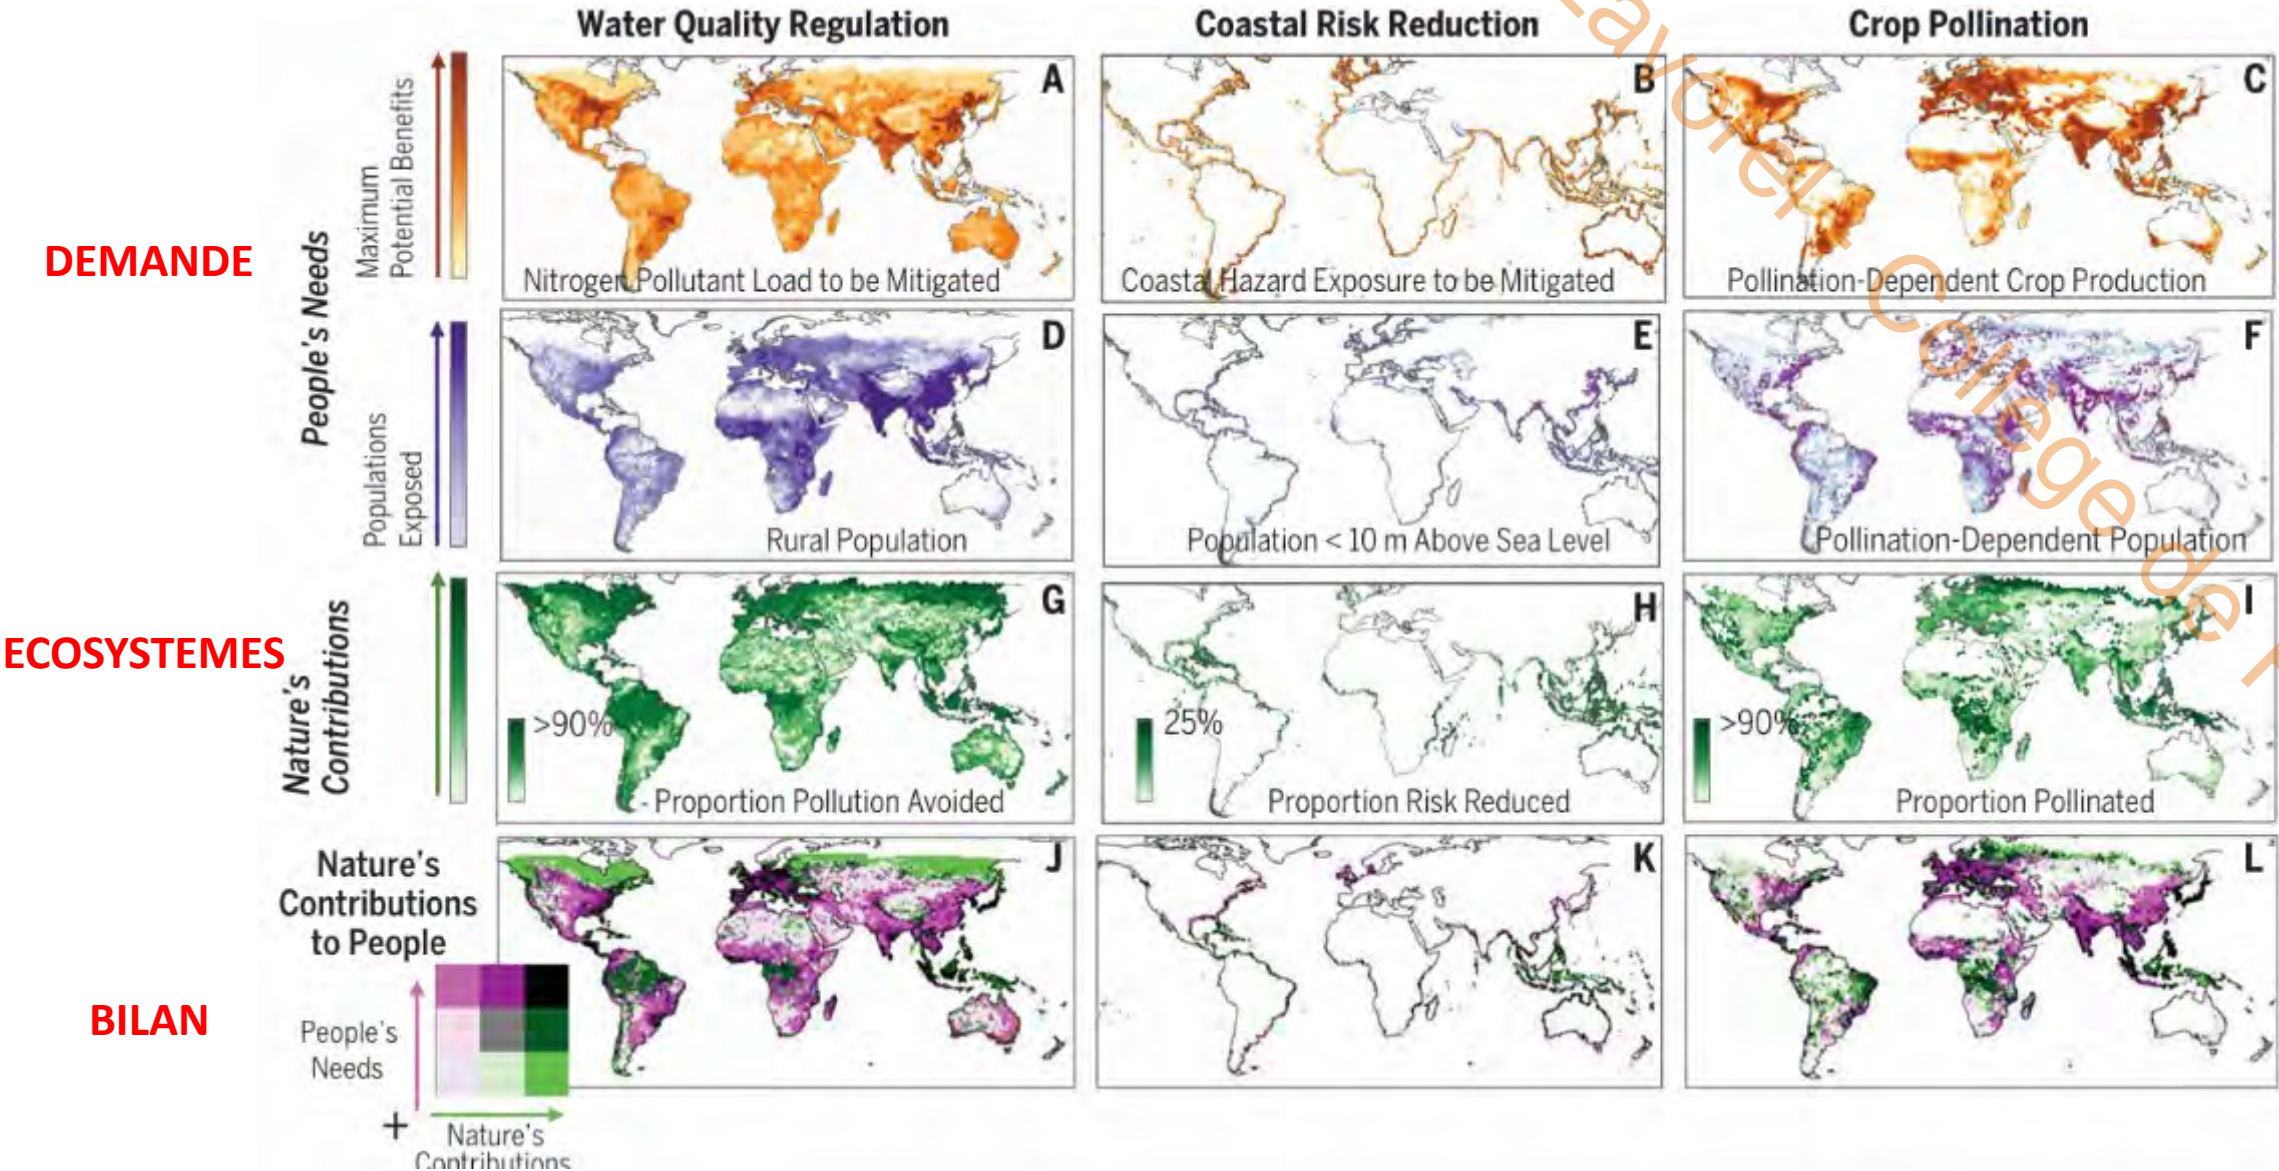 Water Quality Regulation
Coastal Risk Reduction
Crop Pollination
DEMANDE
People's Needs
Maximum
Potential Benefits
A
Nitrogen Pollutant Load to be Mitigated
B
Coastal Hazard Exposure to be Mitigated
C
Pollination-Dependent Crop Production
Populations
Exposed
D
Rural Population
E
Population < 10 m Above Sea Level
F
Pollination-Dependent Population
ECOSYSTEMES
Nature's
Contributions
G
>90%
Proportion Pollution Avoided
H
25%
Proportion Risk Reduced
I
>90%
Proportion Pollinated
BILAN
Nature's
Contributions
to People
People's
Needs
+
Nature's
Contributions
J
K
L
Lavorel - Collège de